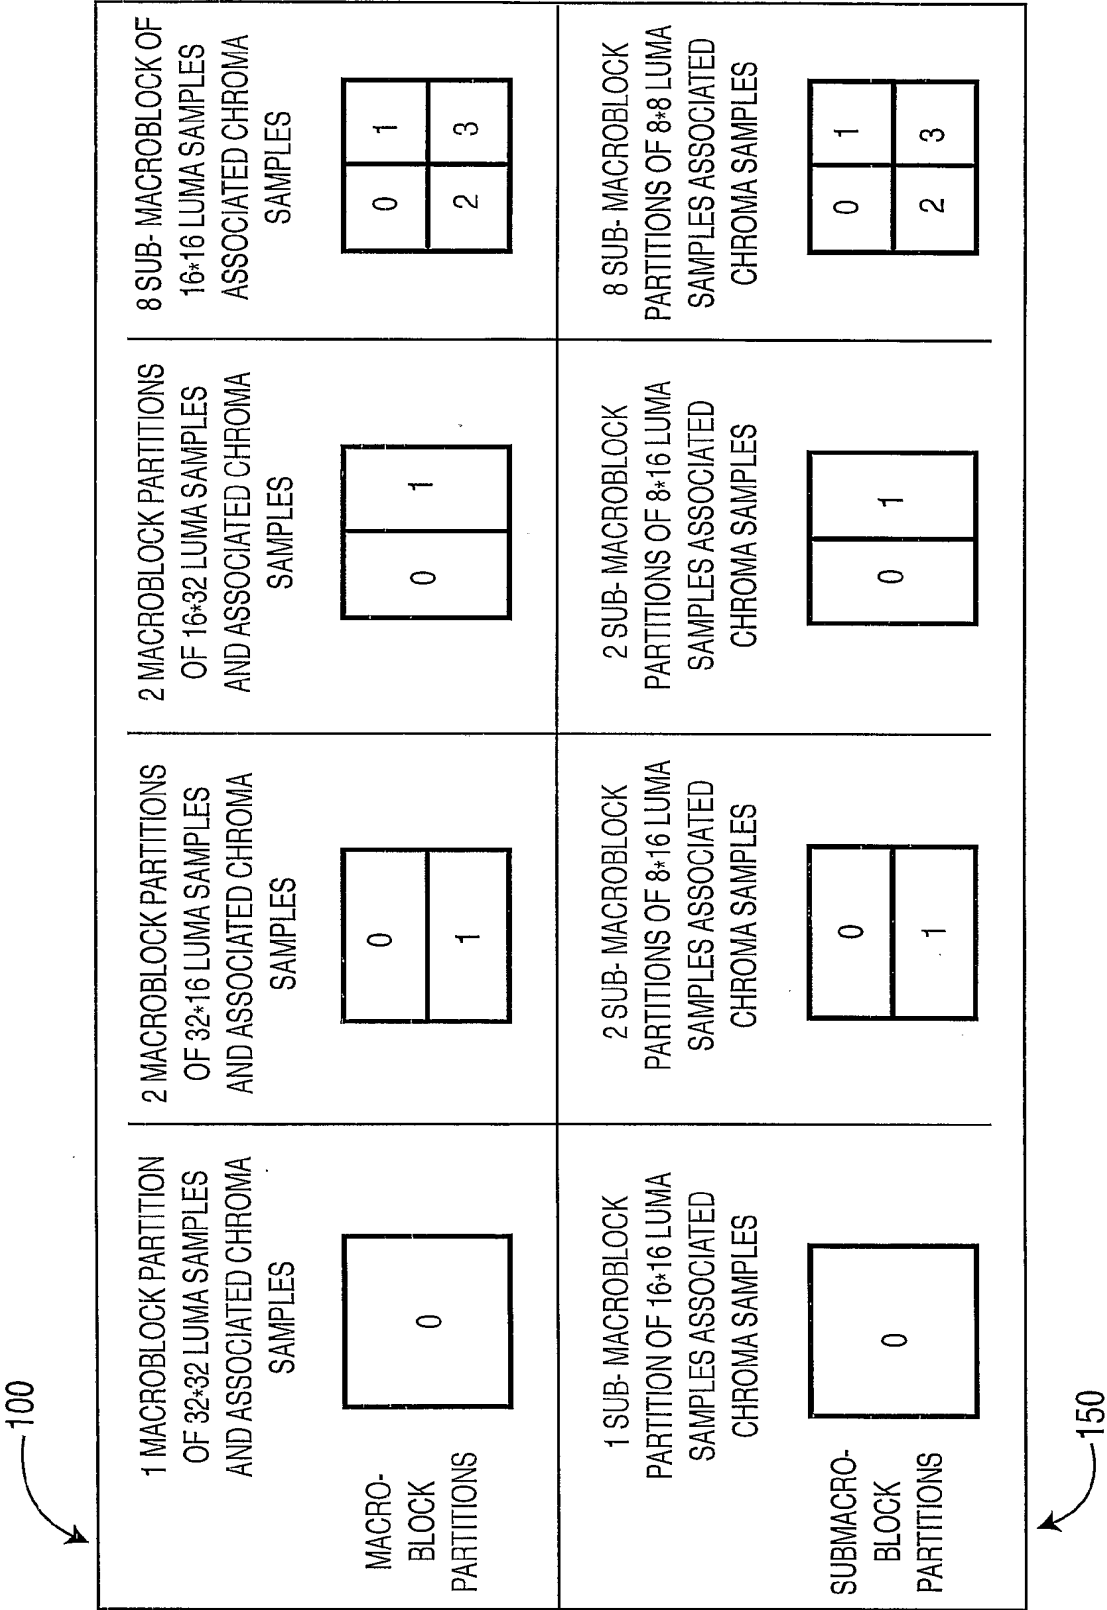 100
1 MACROBLOCK PARTITION
OF 32*32 LUMA SAMPLES
AND ASSOCIATED CHROMA
SAMPLES
2 MACROBLOCK PARTITIONS
OF 32*16 LUMA SAMPLES
AND ASSOCIATED CHROMA
SAMPLES
2 MACROBLOCK PARTITIONS
OF 16*32 LUMA SAMPLES
AND ASSOCIATED CHROMA
SAMPLES
8 SUB- MACROBLOCK OF
16*16 LUMA SAMPLES
ASSOCIATED CHROMA
SAMPLES
MACRO-
BLOCK
PARTITIONS
0
0
1
0 1
0 1
2 3
1 SUB- MACROBLOCK
PARTITION OF 16*16 LUMA
SAMPLES ASSOCIATED
CHROMA SAMPLES
2 SUB- MACROBLOCK
PARTITIONS OF 8*16 LUMA
SAMPLES ASSOCIATED
CHROMA SAMPLES
2 SUB- MACROBLOCK
PARTITIONS OF 8*16 LUMA
SAMPLES ASSOCIATED
CHROMA SAMPLES
8 SUB- MACROBLOCK
PARTITIONS OF 8*8 LUMA
SAMPLES ASSOCIATED
CHROMA SAMPLES
SUBMACRO-
BLOCK
PARTITIONS
0
0
1
0 1
0 1
2 3
150